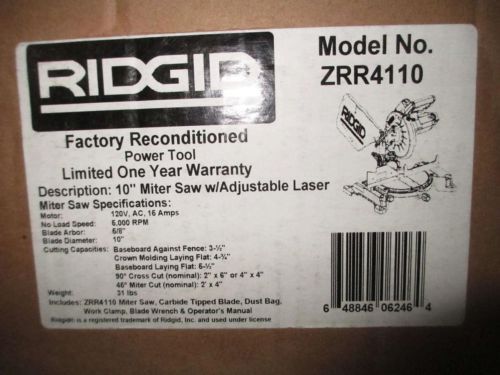 RIDGID
Model No.
ZRR4110
RIDGID
Factory Reconditioned
Power Tool
Limited One Year Warranty
Description: 10" Miter Saw w/Adjustable Laser
Miter Saw Specifications:
Motor: 120V, AC, 15 Amps
No Load Speed: 5,000 RPM
Blade Arbor: 5/8"
Blade Diameter: 10"
Cutting Capacities: Baseboard Against Fence: 3-½"
Crown Molding Laying Flat: 4-¾"
Baseboard Laying Flat: 6-½"
90° Cross Cut (nominal): 2" x 6" or 4" x 4"
45° Miter Cut (nominal): 2' x 4"
Weight: 31 lbs
Includes: ZRR4110 Miter Saw, Carbide Tipped Blade, Dust Bag,
Work Clamp, Blade Wrench & Operator's Manual
Ridgid® is a registered trademark of Ridgid, Inc. and used under license
6 48846 06246 4